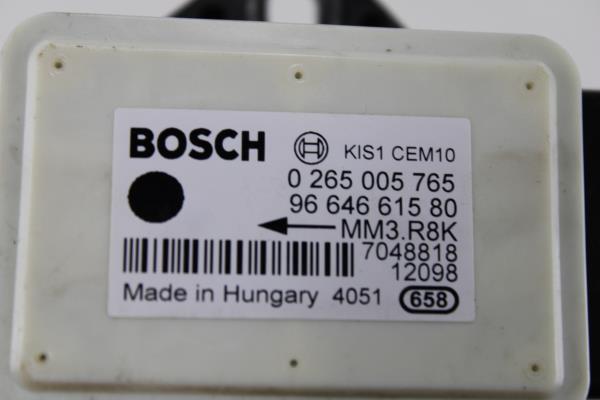 BOSCH KIS1 CEM10
0 265 005 765
96 646 615 80
MM3.R8K
7048818
12098
Made in Hungary 4051 658